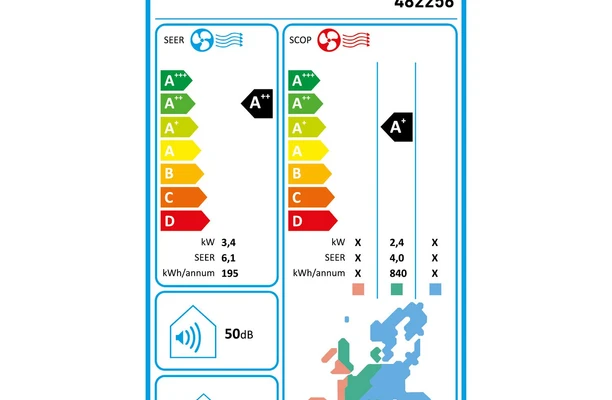 482258
SEER
A+++
A++
A+
A
B
C
D
A++
kW 3,4
SEER 6,1
kWh/annum 195
50dB
SCOP
A+++
A++
A+
A
B
C
D
A+
kW X 2,4 X
SEER X 4,0 X
kWh/annum X 840 X